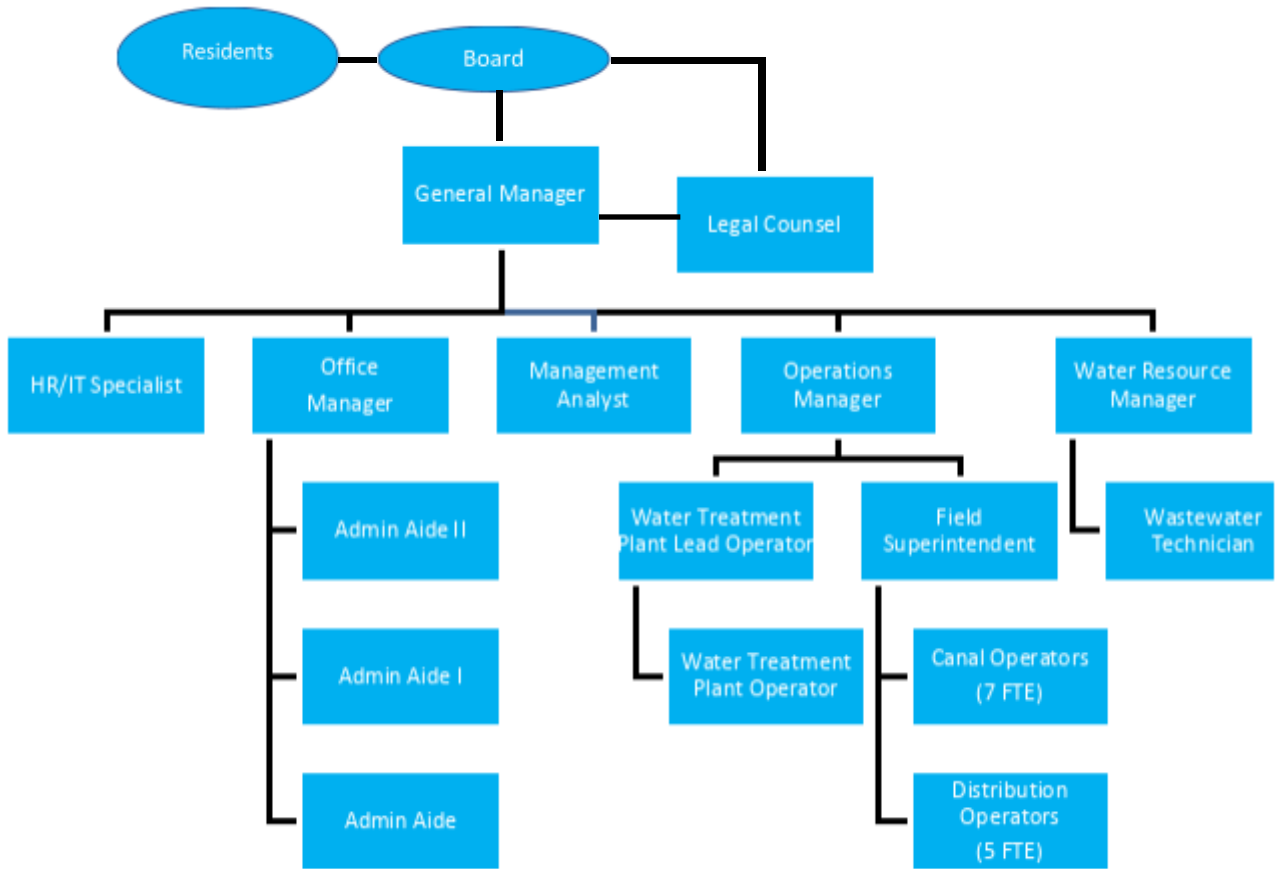 Residents
Board
General Manager
Legal Counsel
HR/IT Specialist
Office
Manager
Management
Analyst
Operations
Manager
Water Resource
Manager
Admin Aide II
Water Treatment
Plant Lead Operator
Field
Superintendent
Wastewater
Technician
Admin Aide I
Water Treatment
Plant Operator
Canal Operators
(7 FTE)
Admin Aide
Distribution
Operators
(5 FTE)